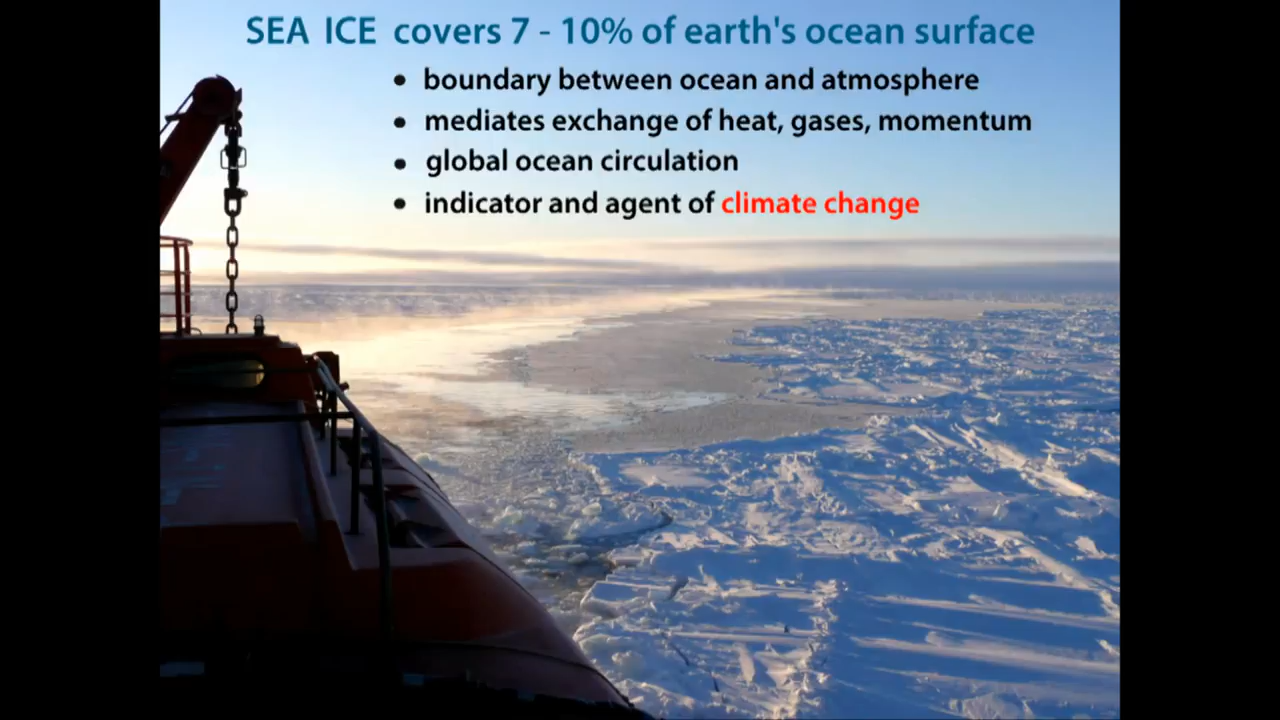 SEA ICE covers 7 - 10% of earth's ocean surface
• boundary between ocean and atmosphere
• mediates exchange of heat, gases, momentum
• global ocean circulation
• indicator and agent of climate change